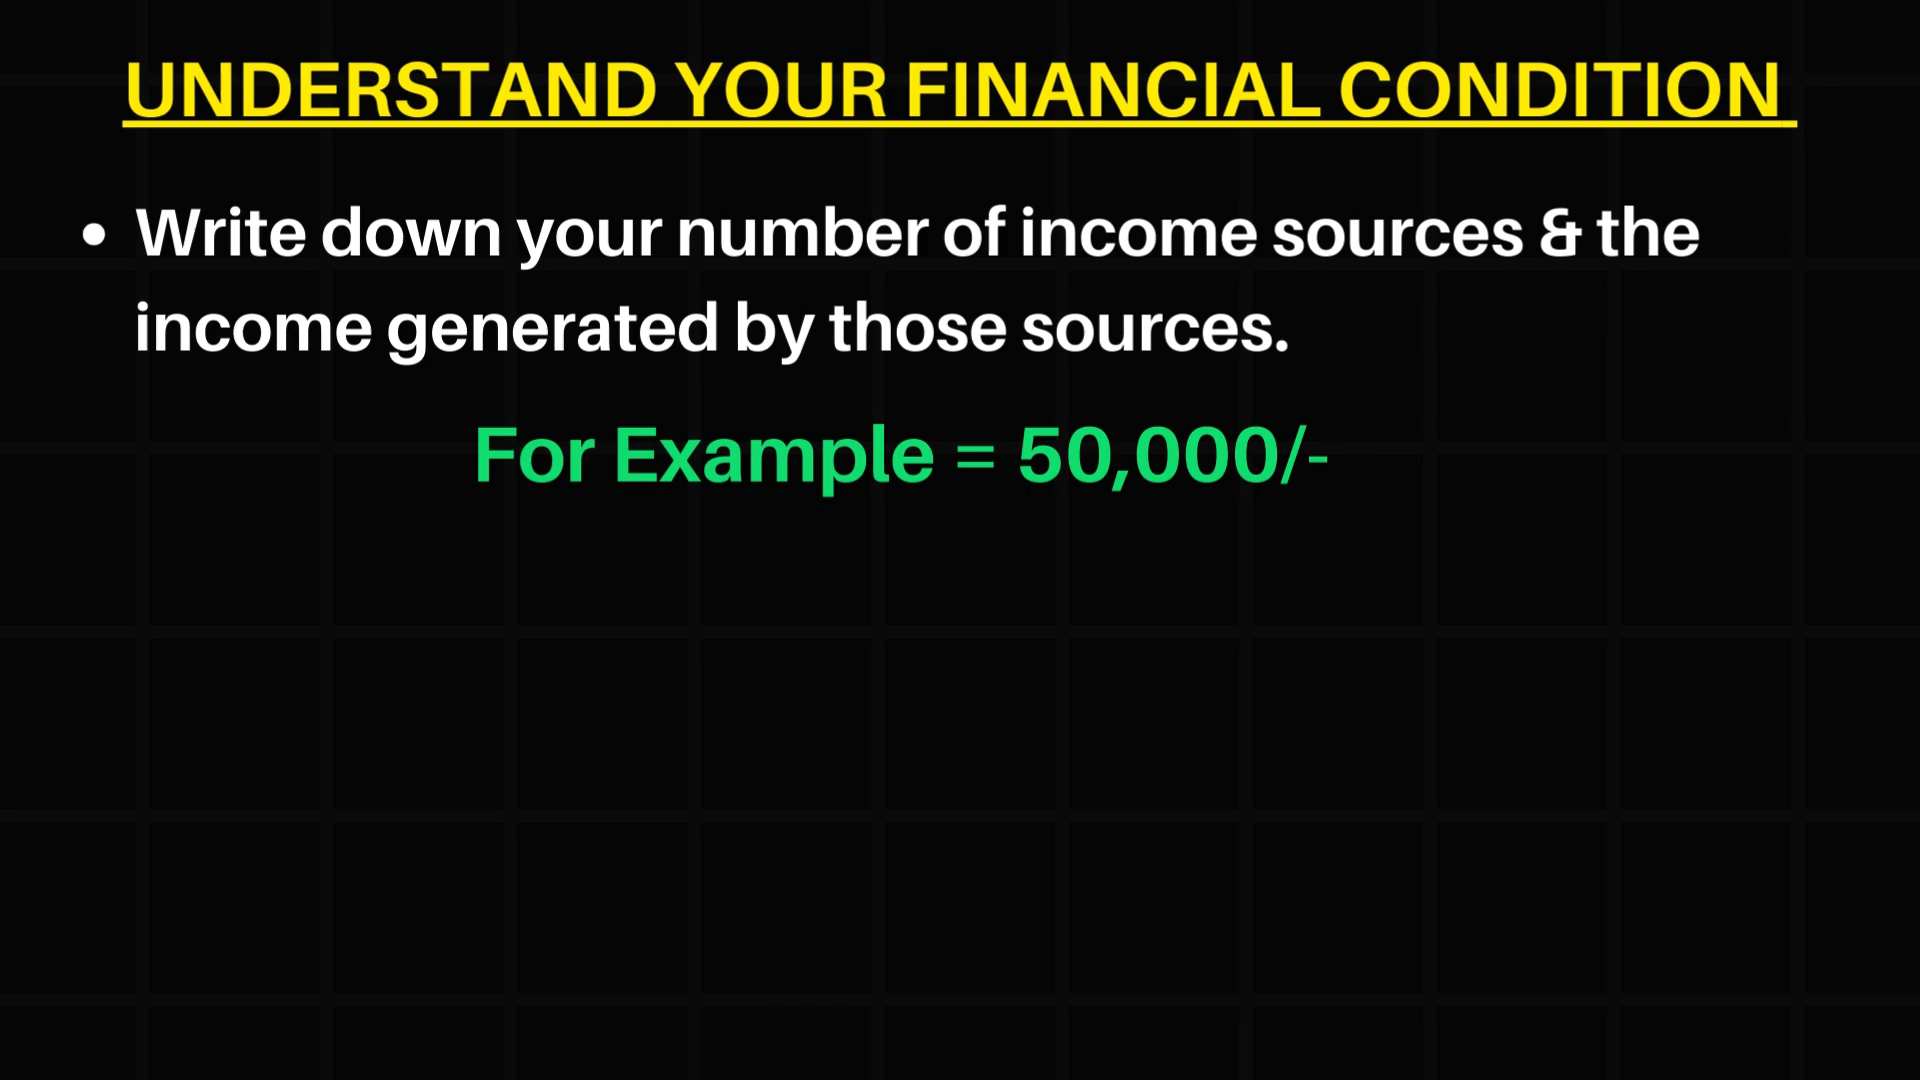 UNDERSTAND YOUR FINANCIAL CONDITION
• Write down your number of income sources & the
income generated by those sources.
For Example = 50,000/-